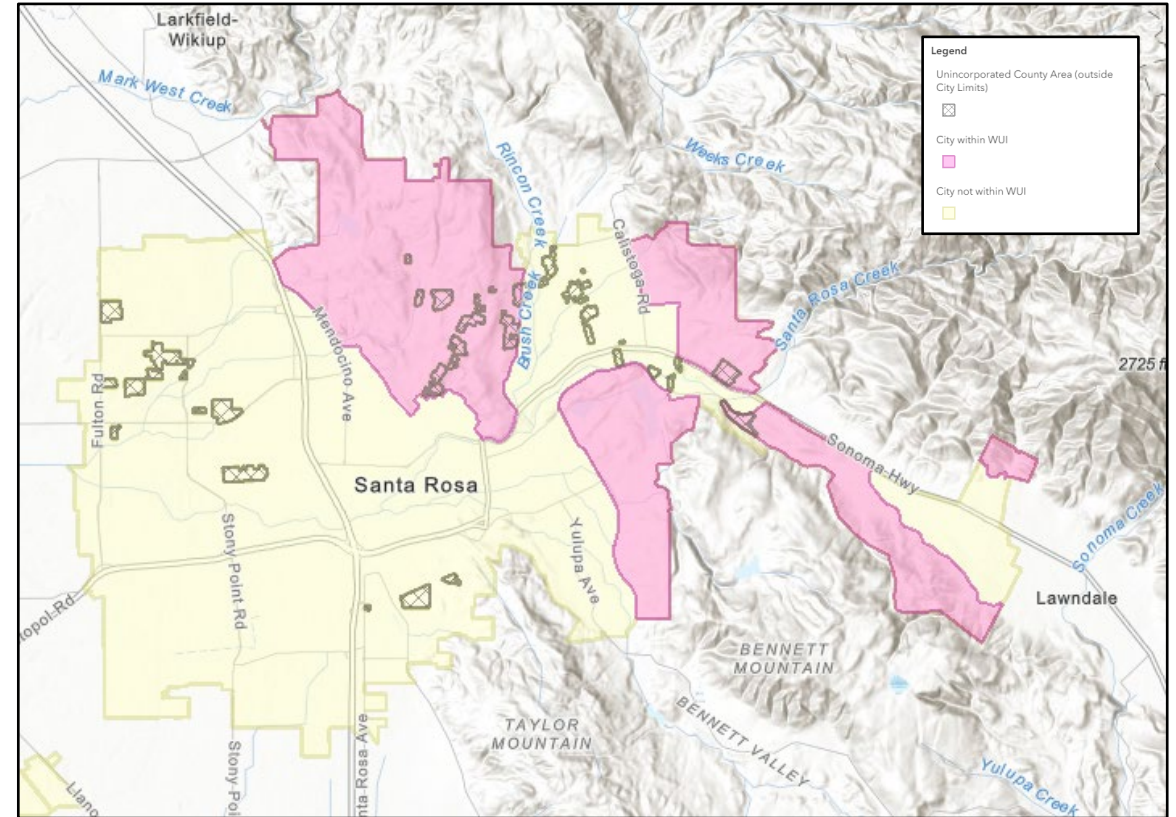 Larkfield-
Wikiup
Mark West Creek
Legend
Unincorporated County Area (outside
City Limits)
City within WUI
City not within WUI
Rincon Creek
Weeks Creek
Calistoga Rd
Brush Creek
Santa Rosa Creek
Mendocino Ave
2725 f
Fulton Rd
Sonoma Hwy
Santa Rosa
Stony Point Rd
Yulupa Ave
Sonoma Creek
Lawndale
topol Rd
BENNETT
MOUNTAIN
TAYLOR
MOUNTAIN
BENNETT VALLEY
Stony Poi
nta Rosa Ave
Llano
Yulupa Creek